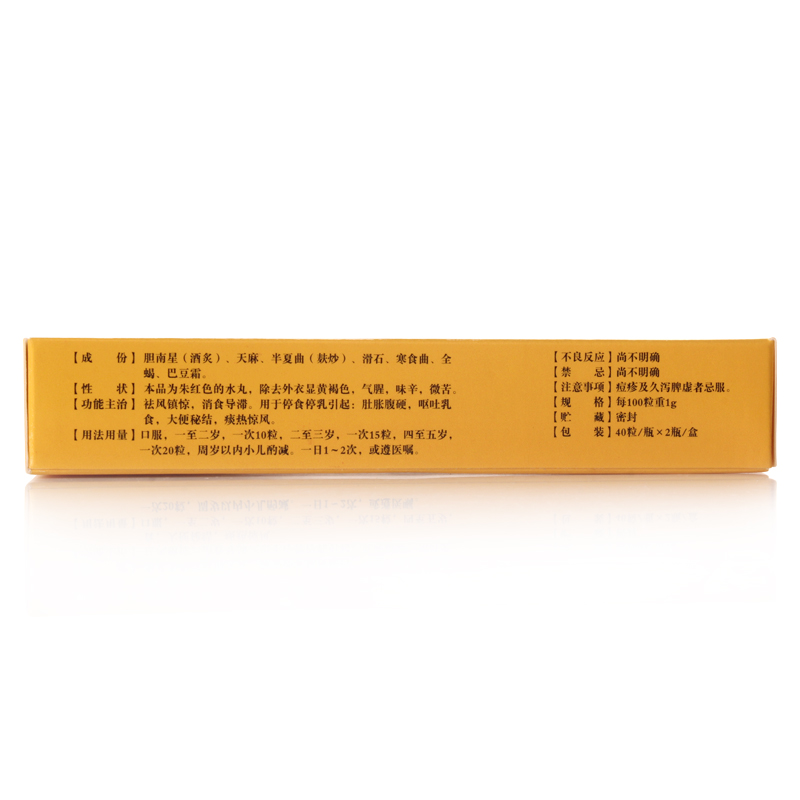 【成　份】胆南星（酒炙）、天麻、半夏曲（麸炒）、滑石、寒食曲、全
蝎、巴豆霜。
【性　状】本品为朱红色的水丸，除去外衣显黄褐色，气腥，味辛，微苦。
【功能主治】祛风镇惊，消食导滞。用于停食停乳引起：肚胀腹硬，呕吐乳
食，大便秘结，痰热惊风。
【用法用量】口服，一至二岁，一次10粒，二至三岁，一次15粒，四至五岁，
一次20粒，周岁以内小儿酌减。一日1～2次，或遵医嘱。
【不良反应】尚不明确
【禁　忌】尚不明确
【注意事项】痘疹及久泻脾虚者忌服。
【规　格】每100粒重1g
【贮　藏】密封
【包　装】40粒/瓶×2瓶/盒